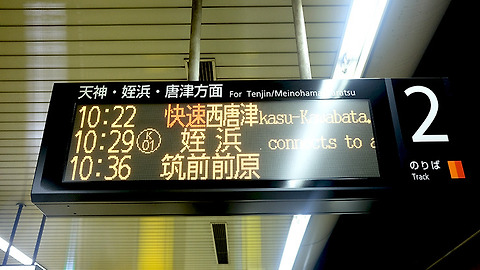 天神・姪浜・唐津方面 For Tenjin/Meinohama/Karatsu
10:22 快速 西唐津 kasu-Kanabata.
10:29 K 01 姪浜 connects to a
10:36 筑前前原
2
のりば
Track